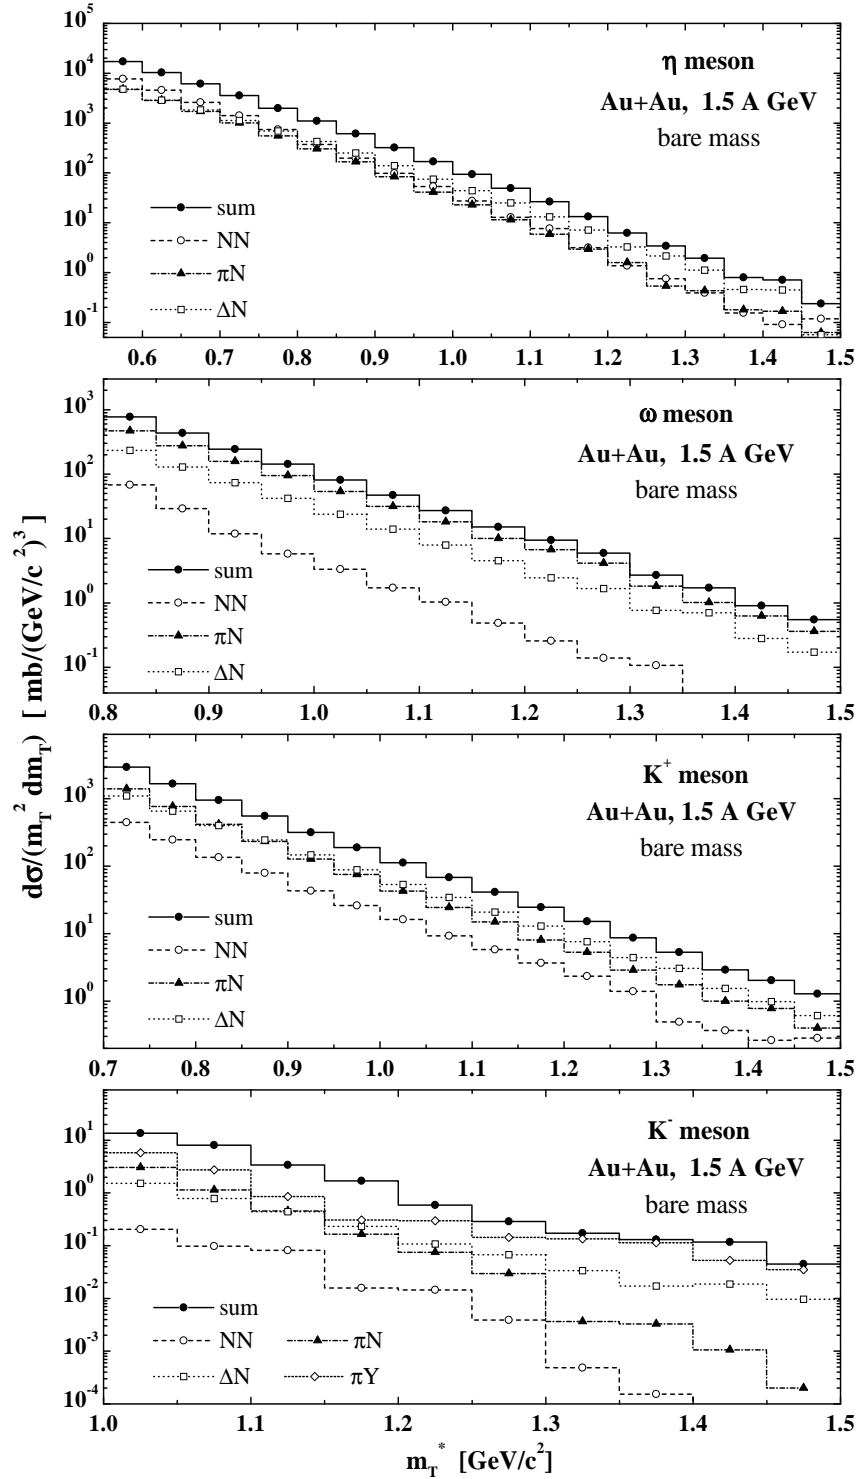 dσ/(m_T^2 dm_T) [ mb/(GeV/c^2)^3 ]
10^5
10^4
10^3
10^2
10^1
10^0
10^-1
η meson
Au+Au, 1.5 A GeV
bare mass
sum
NN
πN
ΔN
0.6 0.7 0.8 0.9 1.0 1.1 1.2 1.3 1.4 1.5
10^3
10^2
10^1
10^0
10^-1
ω meson
Au+Au, 1.5 A GeV
bare mass
sum
NN
πN
ΔN
0.8 0.9 1.0 1.1 1.2 1.3 1.4 1.5
10^3
10^2
10^1
10^0
K^+ meson
Au+Au, 1.5 A GeV
bare mass
sum
NN
πN
ΔN
0.7 0.8 0.9 1.0 1.1 1.2 1.3 1.4 1.5
10^1
10^0
10^-1
10^-2
10^-3
10^-4
K^- meson
Au+Au, 1.5 A GeV
bare mass
sum
NN πN
ΔN πY
1.0 1.1 1.2 1.3 1.4 1.5
m_T^* [GeV/c^2]